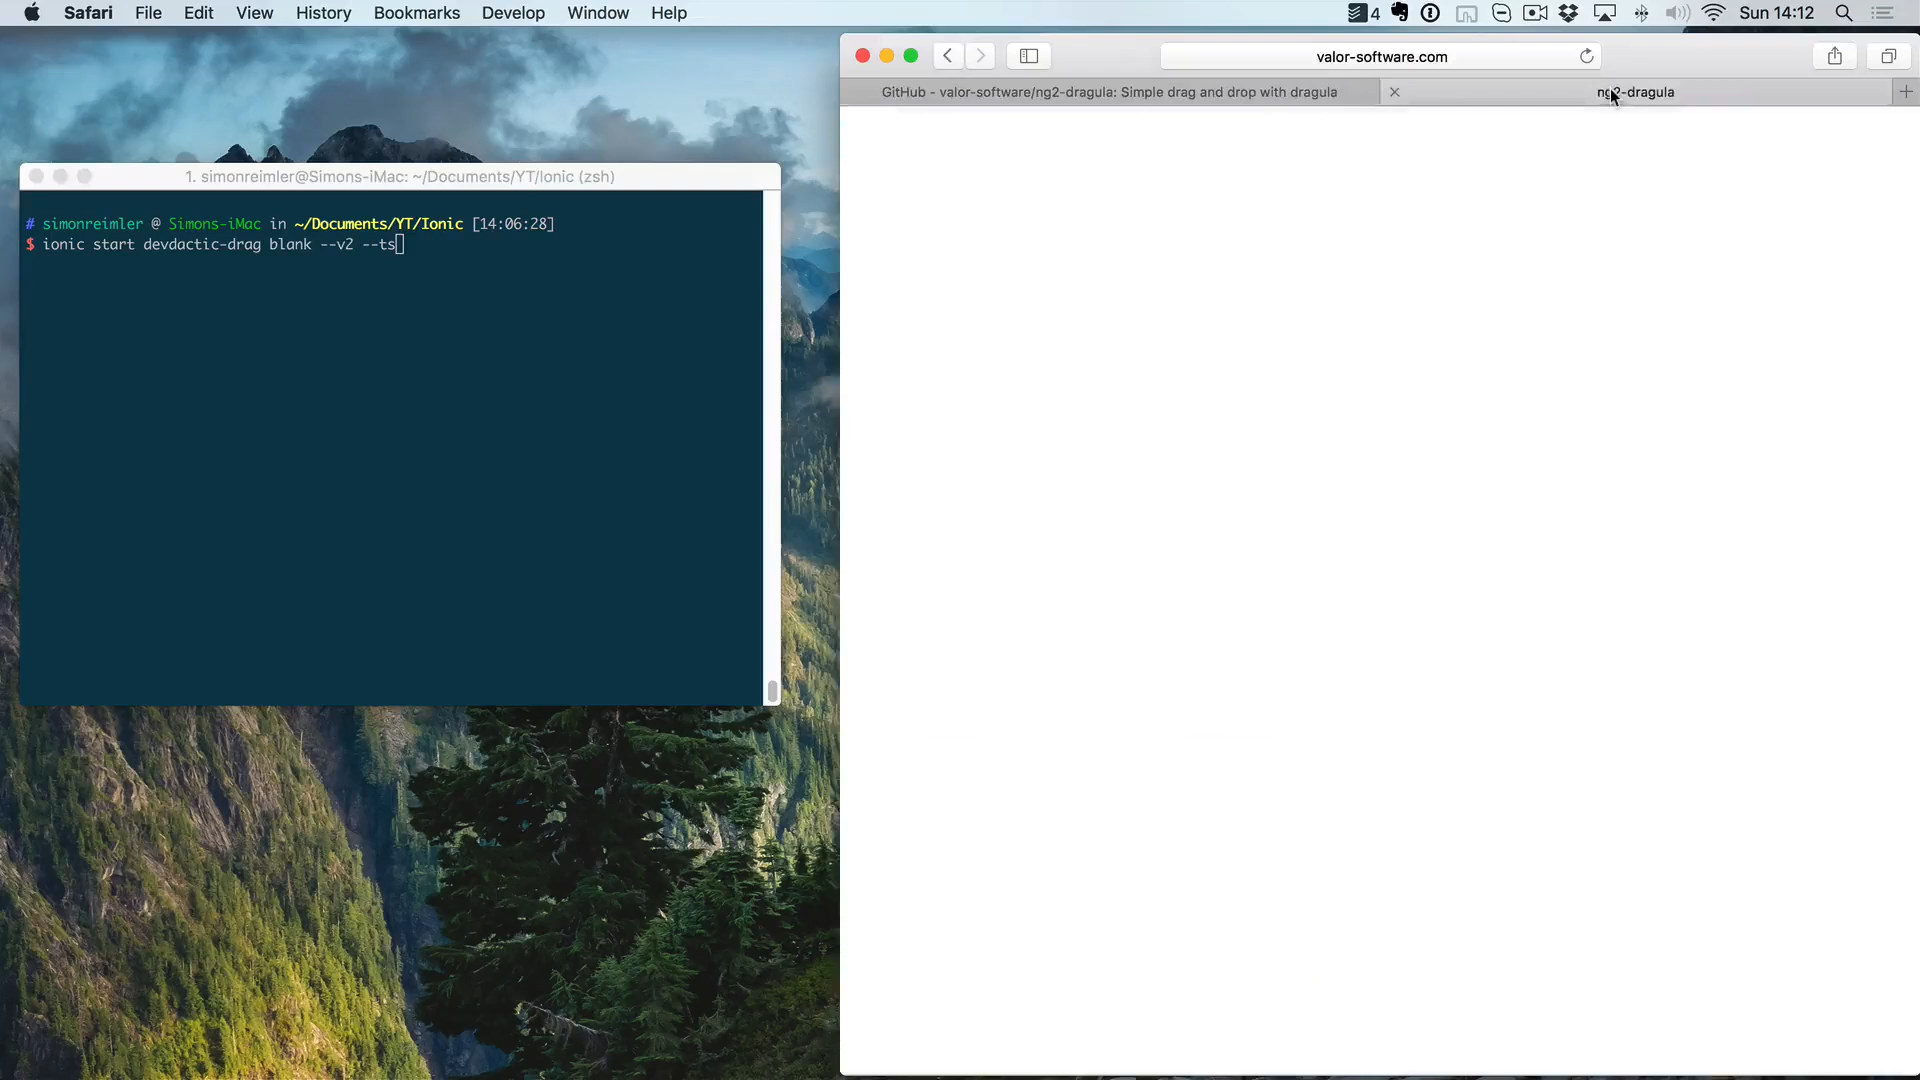 Safari File Edit View History Bookmarks Develop Window Help
4 Sun 14:12
valor-software.com
GitHub - valor-software/ng2-dragula: Simple drag and drop with dragula
ng2-dragula
1. simonreimler@Simons-iMac: ~/Documents/YT/Ionic (zsh)
# simonreimler @ Simons-iMac in ~/Documents/YT/Ionic [14:06:28]
$ ionic start devdactic-drag blank --v2 --ts